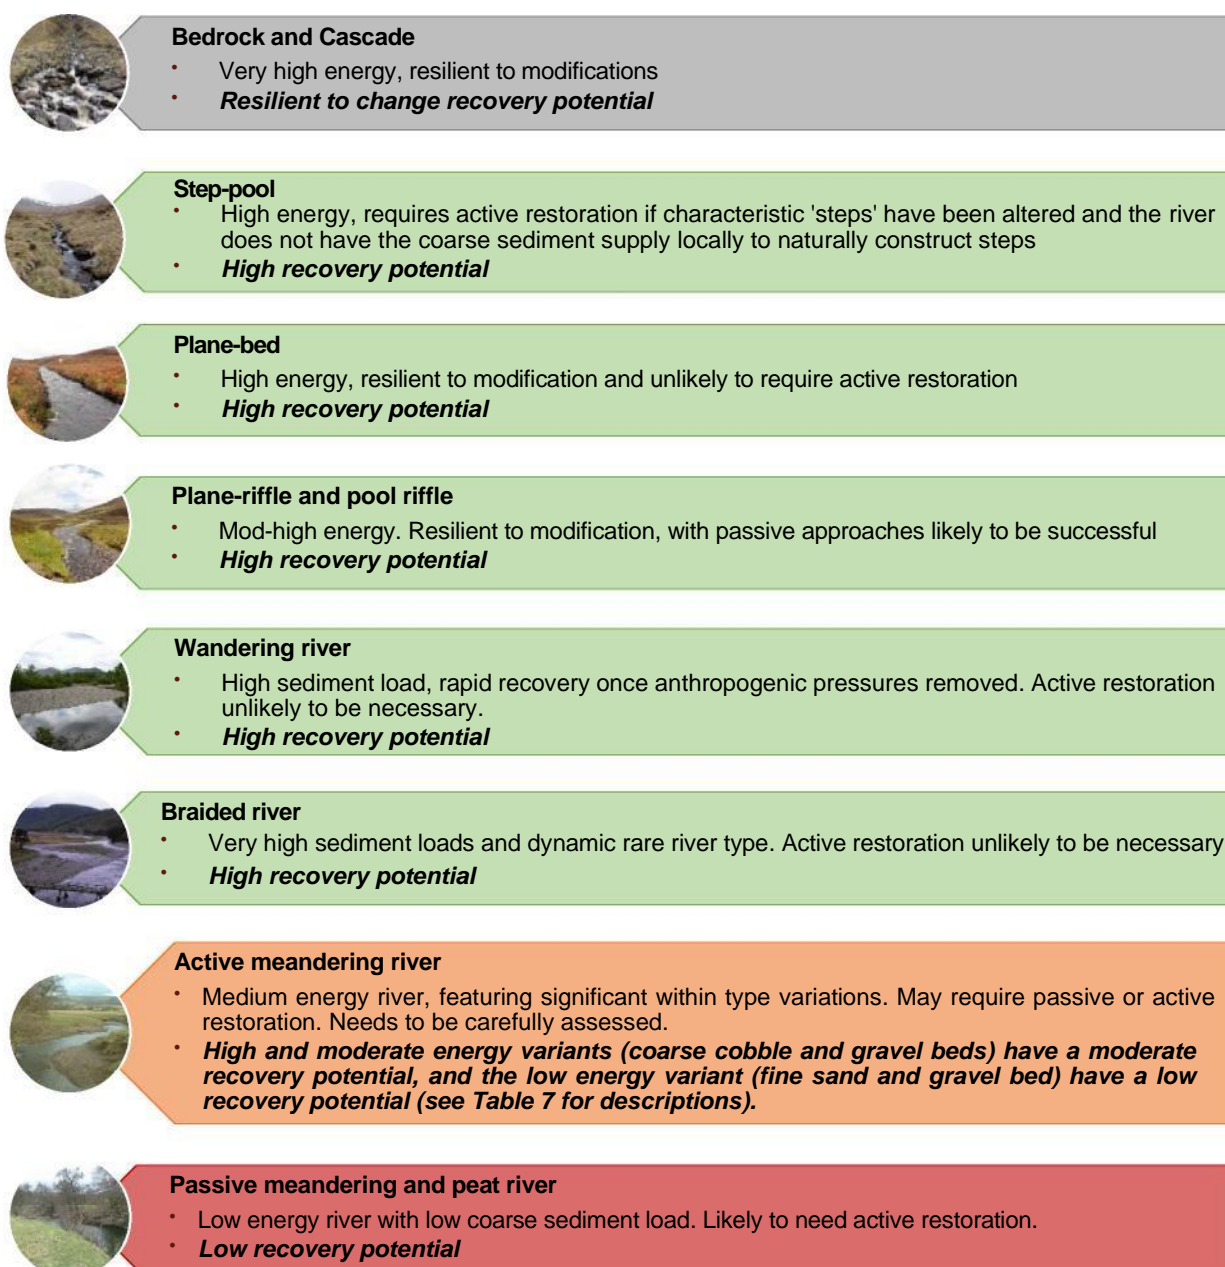 Bedrock and Cascade
• Very high energy, resilient to modifications
• Resilient to change recovery potential
Step-pool
• High energy, requires active restoration if characteristic 'steps' have been altered and the river
does not have the coarse sediment supply locally to naturally construct steps
• High recovery potential
Plane-bed
• High energy, resilient to modification and unlikely to require active restoration
• High recovery potential
Plane-riffle and pool riffle
• Mod-high energy. Resilient to modification, with passive approaches likely to be successful
• High recovery potential
Wandering river
• High sediment load, rapid recovery once anthropogenic pressures removed. Active restoration
unlikely to be necessary.
• High recovery potential
Braided river
• Very high sediment loads and dynamic rare river type. Active restoration unlikely to be necessary
• High recovery potential
Active meandering river
• Medium energy river, featuring significant within type variations. May require passive or active
restoration. Needs to be carefully assessed.
• High and moderate energy variants (coarse cobble and gravel beds) have a moderate
recovery potential, and the low energy variant (fine sand and gravel bed) have a low
recovery potential (see Table 7 for descriptions).
Passive meandering and peat river
• Low energy river with low coarse sediment load. Likely to need active restoration.
• Low recovery potential